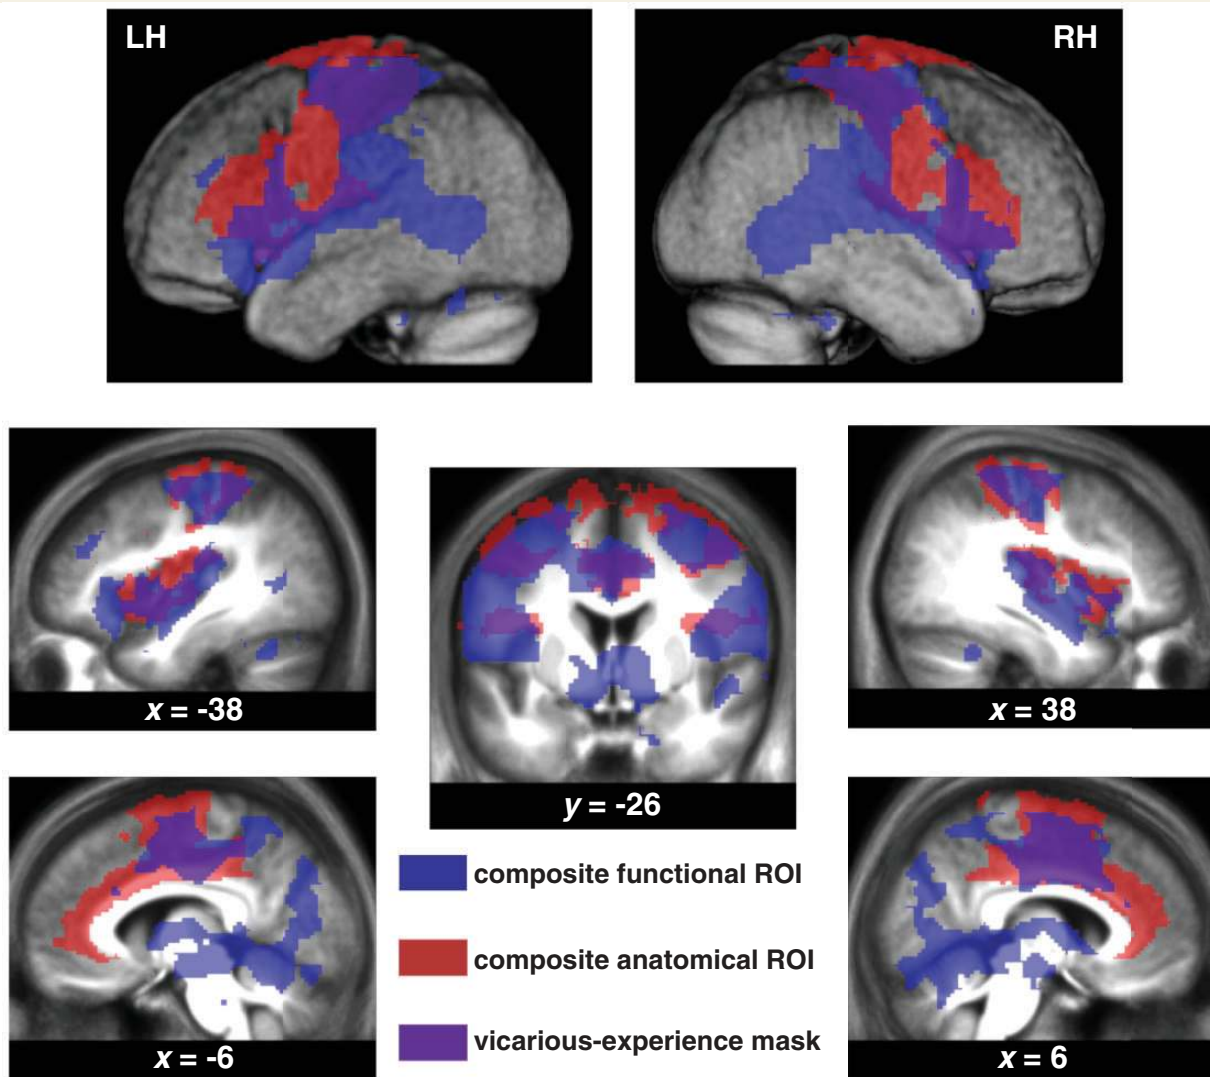 LH
RH
x = -38
y = -26
x = 38
composite functional ROI
composite anatomical ROI
vicarious-experience mask
x = -6
x = 6